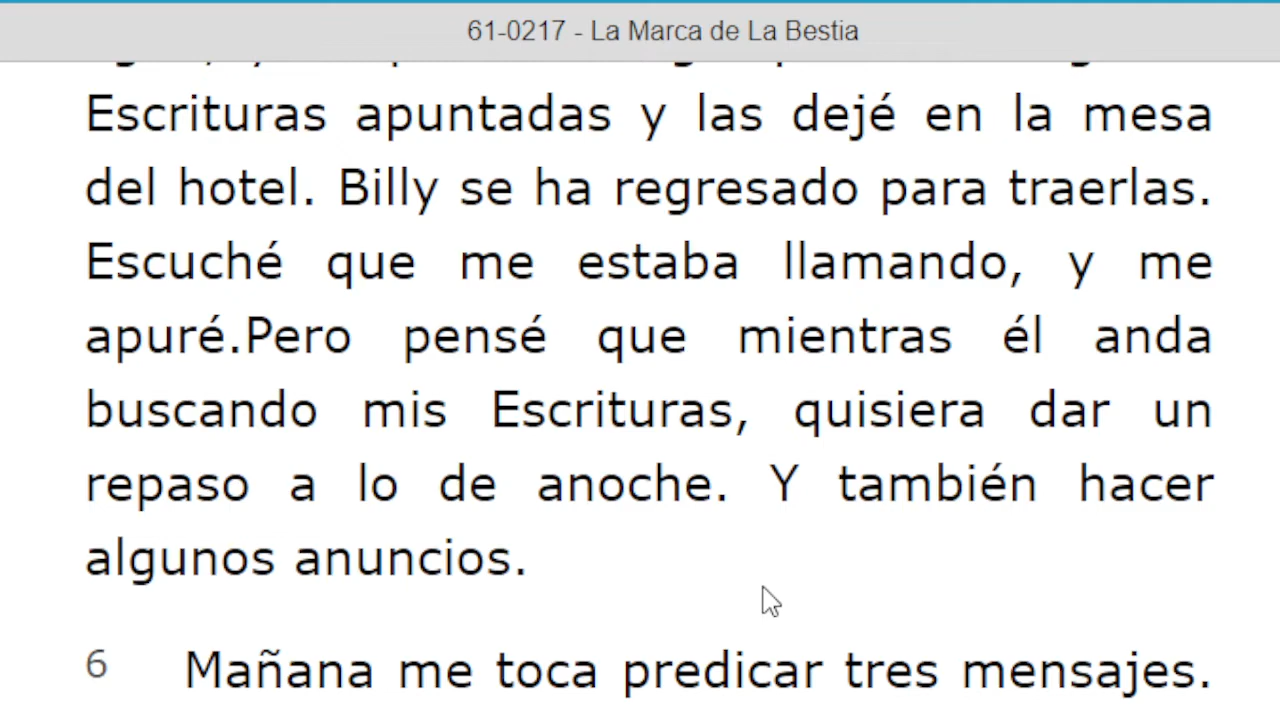 61-0217 - La Marca de La Bestia
Escrituras apuntadas y las dejé en la mesa
del hotel. Billy se ha regresado para traerlas.
Escuché que me estaba llamando, y me
apuré.Pero pensé que mientras él anda
buscando mis Escrituras, quisiera dar un
repaso a lo de anoche. Y también hacer
algunos anuncios.
6 Mañana me toca predicar tres mensajes.